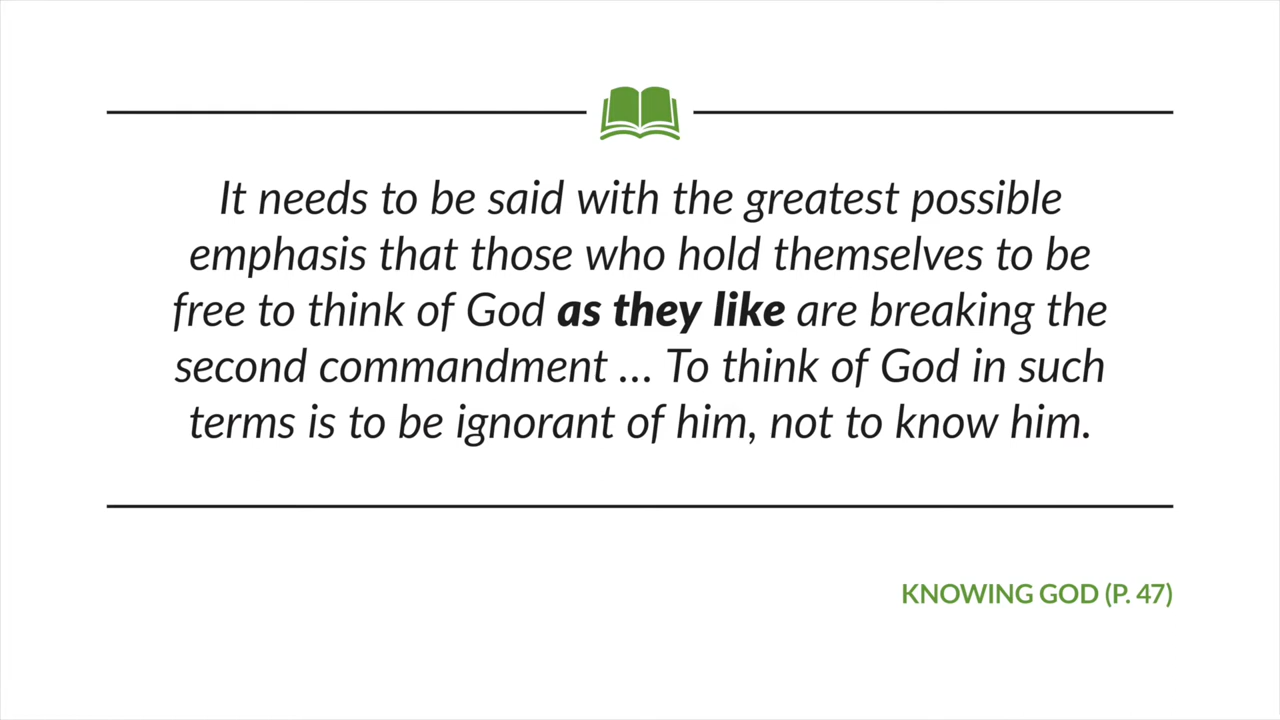 It needs to be said with the greatest possible
emphasis that those who hold themselves to be
free to think of God as they like are breaking the
second commandment ... To think of God in such
terms is to be ignorant of him, not to know him.
KNOWING GOD (P. 47)